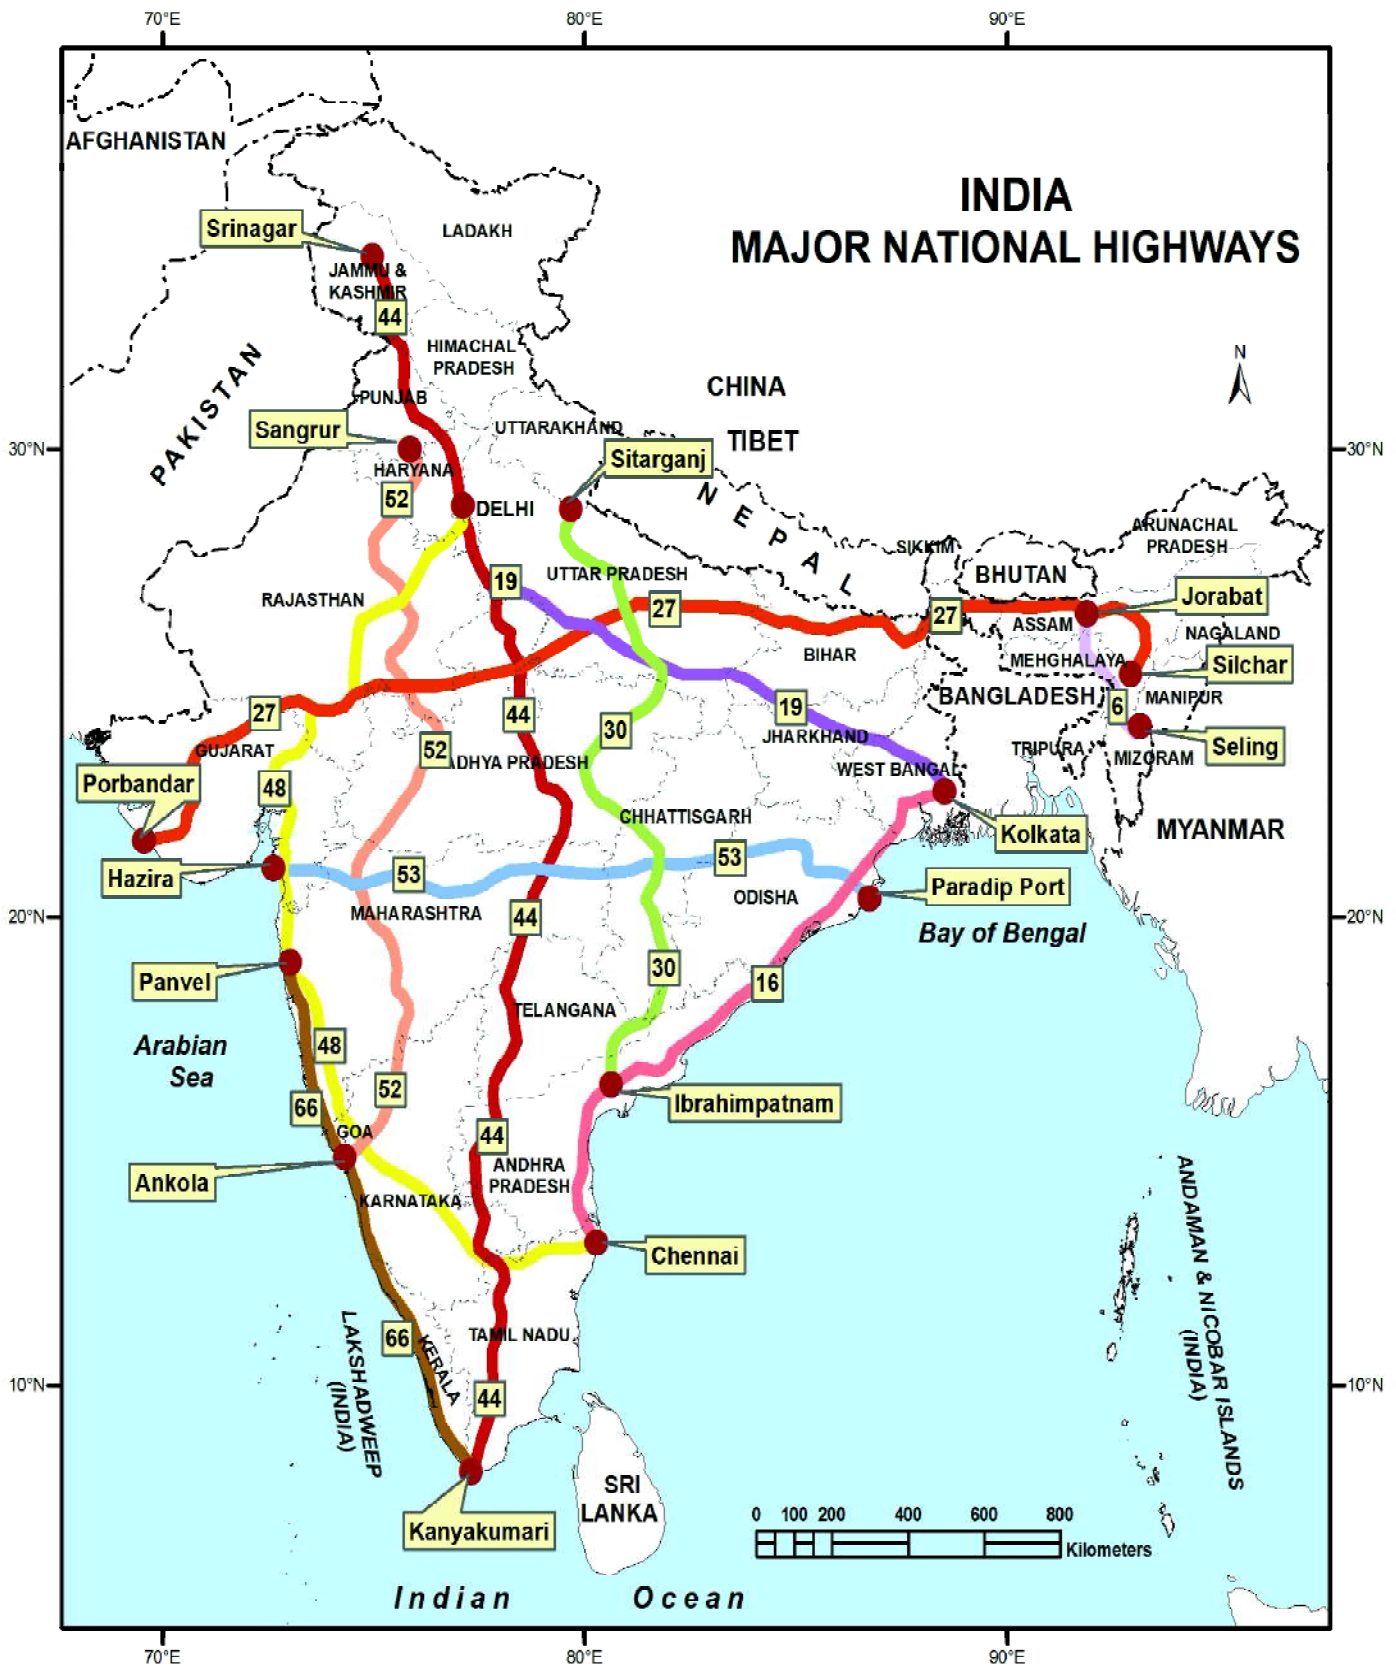 70°E
80°E
90°E
AFGHANISTAN
INDIA
MAJOR NATIONAL HIGHWAYS
Srinagar
LADAKH
JAMMU &
KASHMIR
44
HIMACHAL
PRADESH
N
PAKISTAN
CHINA
PUNJAB
Sangrur
UTTARAKHAND
TIBET
30°N
30°N
Sitarganj
HARYANA
52
DELHI
NEPAL
ARUNACHAL
PRADESH
SIKKIM
BHUTAN
19
UTTAR PRADESH
RAJASTHAN
27
27
Jorabat
ASSAM
NAGALAND
BIHAR
MEHGHALAYA
Silchar
BANGLADESH
6
MANIPUR
27
44
19
30
JHARKHAND
GUJARAT
52
ADHYA PRADESH
TRIPURA
MIZORAM
Seling
WEST BANGAL
Porbandar
48
CHHATTISGARH
Kolkata
MYANMAR
Hazira
53
53
ODISHA
Paradip Port
MAHARASHTRA
44
20°N
20°N
Bay of Bengal
Panvel
30
16
TELANGANA
Arabian
Sea
48
52
66
Ibrahimpatnam
GOA
44
Ankola
ANDHRA
PRADESH
KARNATAKA
Chennai
ANDAMAN & NICOBAR ISLANDS
(INDIA)
LAKSHADWEEP
(INDIA)
66
KERALA
TAMIL NADU
10°N
10°N
44
SRI
LANKA
Kanyakumari
0 100 200 400 600 800
Kilometers
Indian Ocean
70°E
80°E
90°E